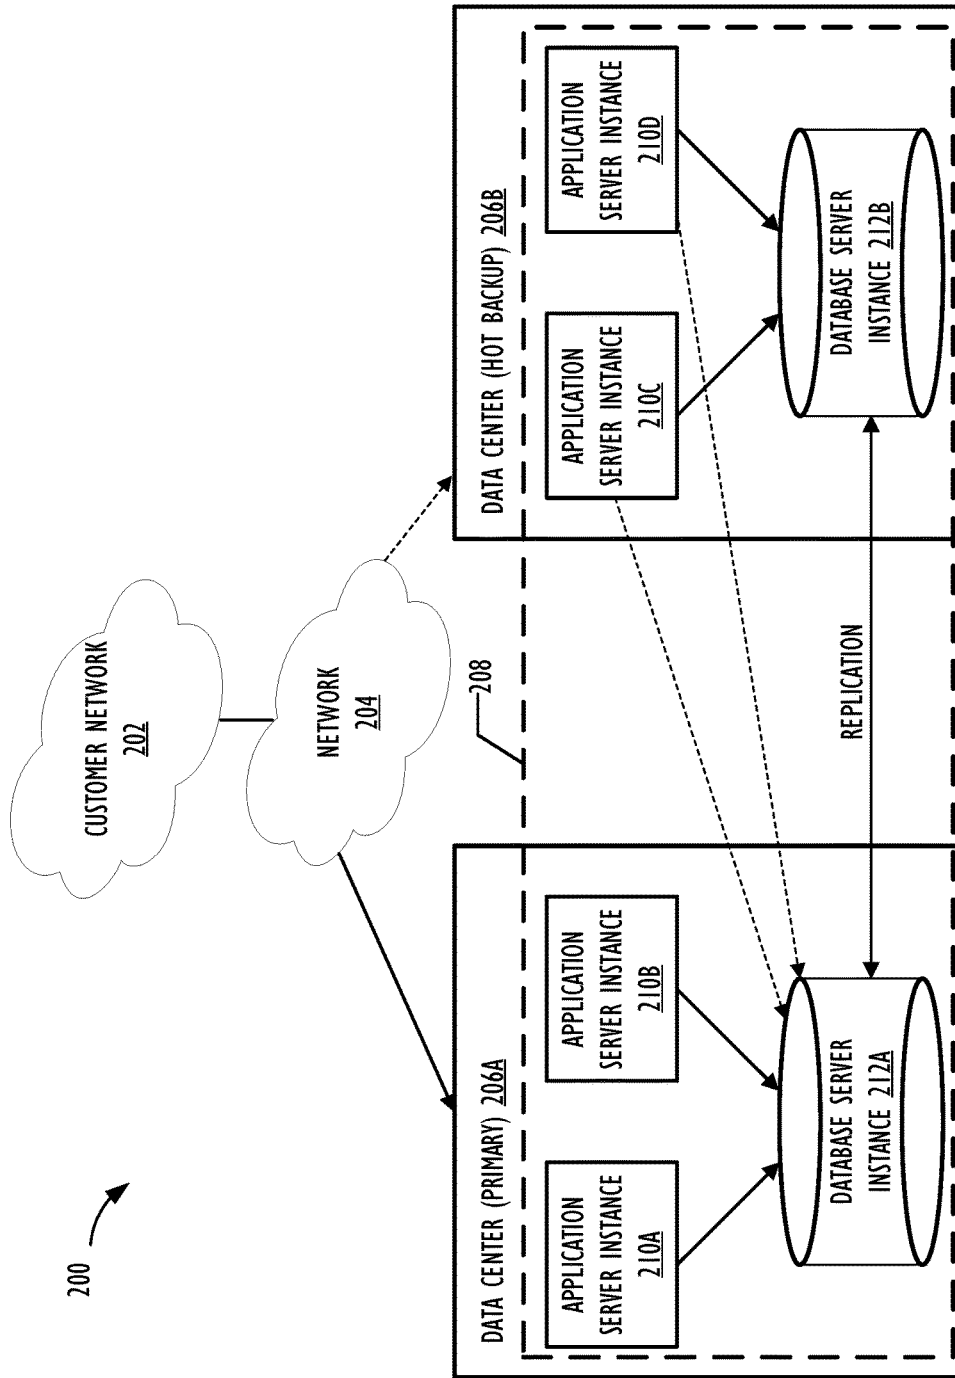 200
CUSTOMER NETWORK
202
NETWORK
204
208
DATA CENTER (PRIMARY) 206A
APPLICATION
SERVER INSTANCE
210A
APPLICATION
SERVER INSTANCE
210B
DATABASE SERVER
INSTANCE 212A
REPLICATION
DATA CENTER (HOT BACKUP) 206B
APPLICATION
SERVER INSTANCE
210C
APPLICATION
SERVER INSTANCE
210D
DATABASE SERVER
INSTANCE 212B